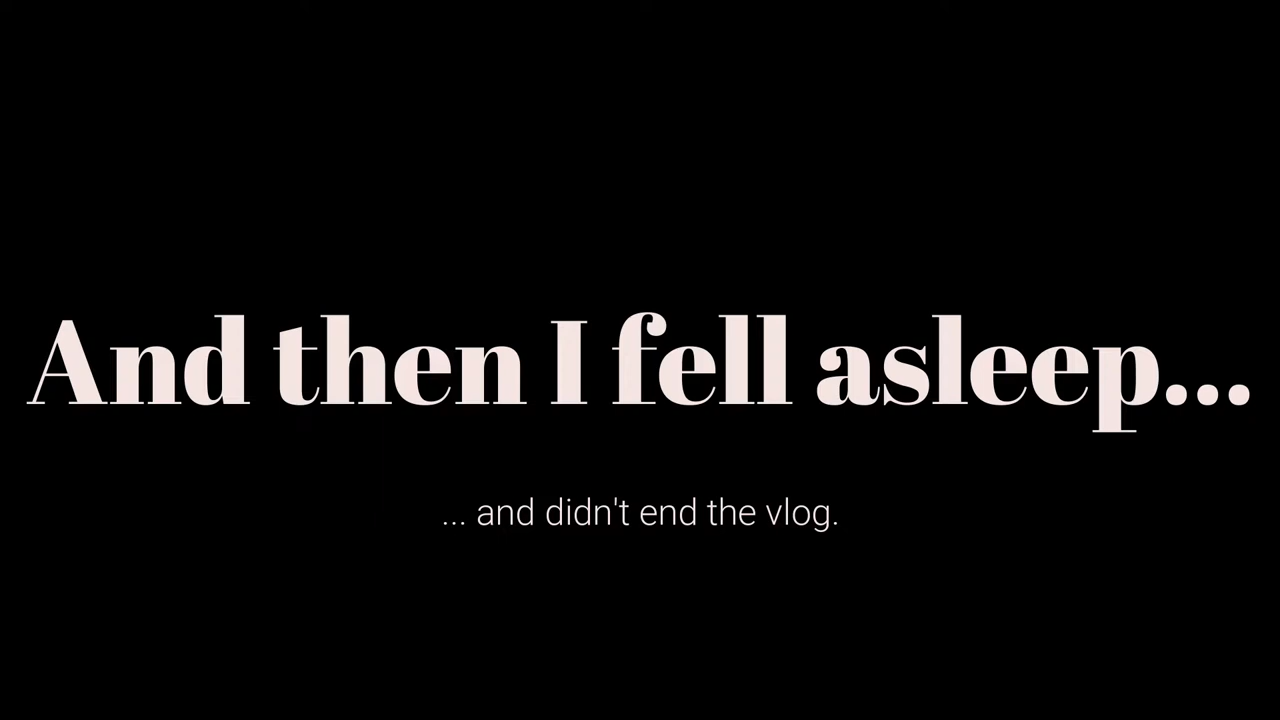 And then I fell asleep...
... and didn't end the vlog.